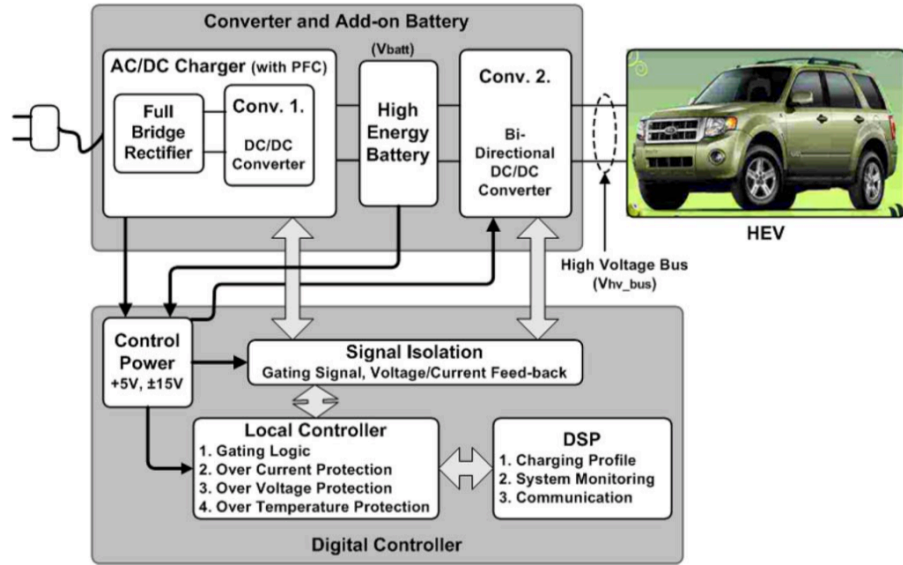 Converter and Add-on Battery
AC/DC Charger (with PFC)
Full
Bridge
Rectifier
Conv. 1.
DC/DC
Converter
(Vbatt)
High
Energy
Battery
Conv. 2.
Bi-
Directional
DC/DC
Converter
HEV
High Voltage Bus
(Vhv_bus)
Control
Power
+5V, ±15V
Signal Isolation
Gating Signal, Voltage/Current Feed-back
Local Controller
1. Gating Logic
2. Over Current Protection
3. Over Voltage Protection
4. Over Temperature Protection
DSP
1. Charging Profile
2. System Monitoring
3. Communication
Digital Controller